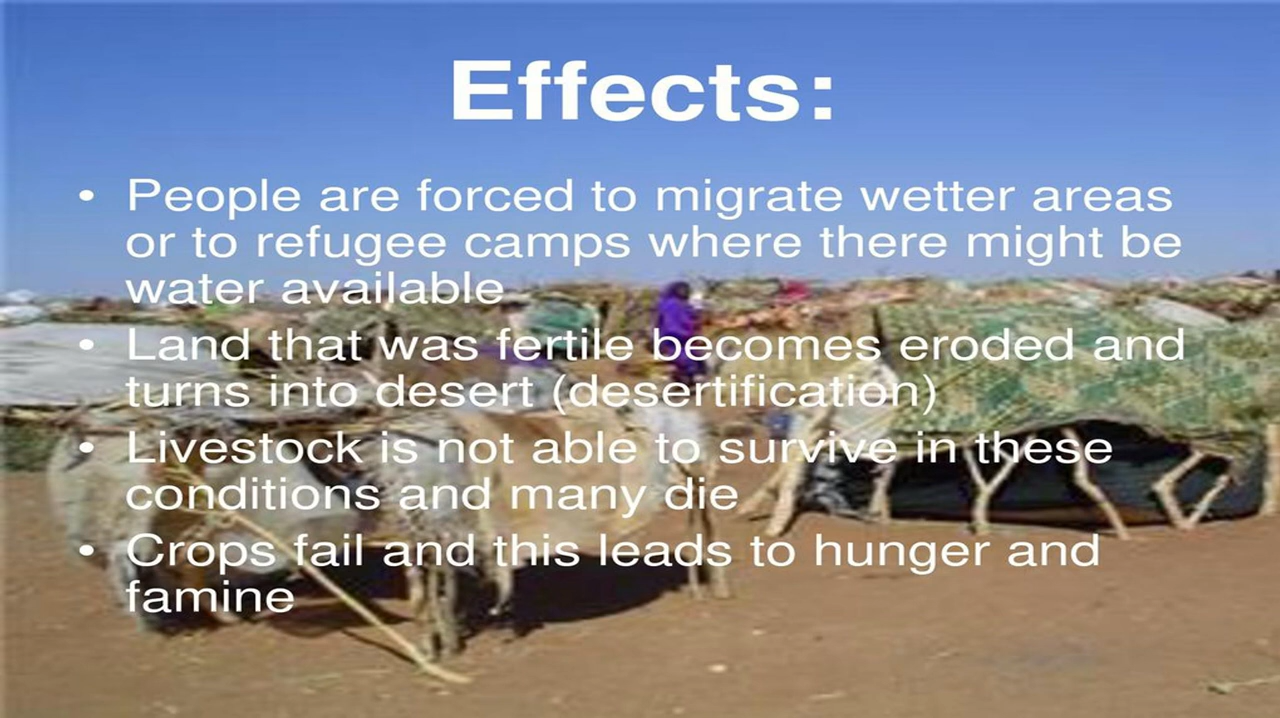 Effects:
• People are forced to migrate wetter areas
or to refugee camps where there might be
water available
• Land that was fertile becomes eroded and
turns into desert (desertification)
• Livestock is not able to survive in these
conditions and many die
• Crops fail and this leads to hunger and
famine